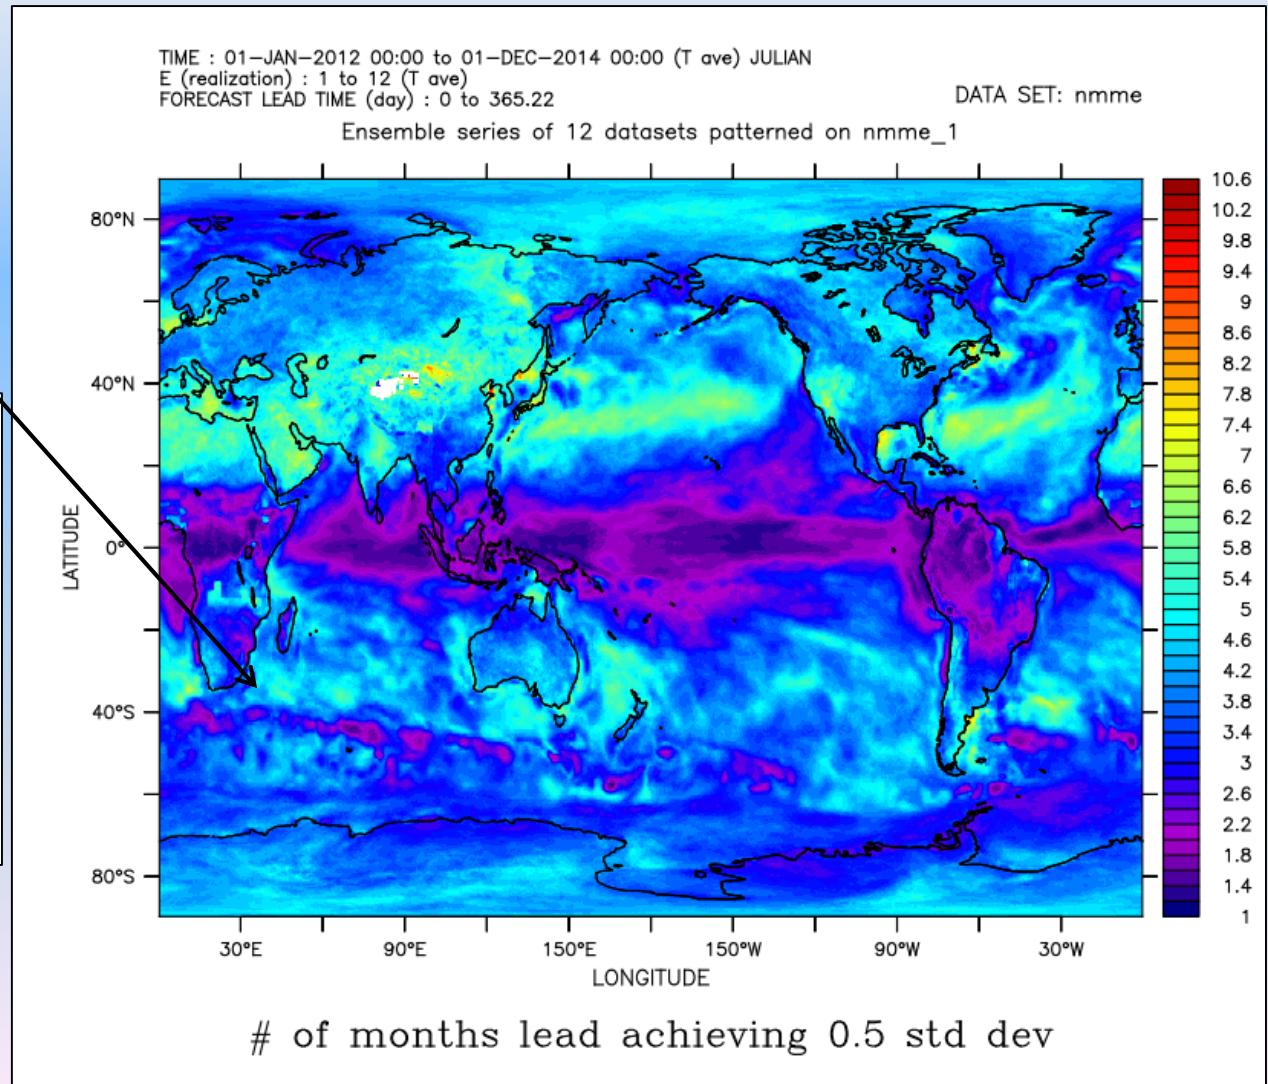 TIME : 01-JAN-2012 00:00 to 01-DEC-2014 00:00 (T ave) JULIAN
E (realization) : 1 to 12 (T ave)
FORECAST LEAD TIME (day) : 0 to 365.22
DATA SET: nmme
Ensemble series of 12 datasets patterned on nmme_1
80°N
40°N
0°
40°S
80°S
LATITUDE
30°E 90°E 150°E 150°W 90°W 30°W
LONGITUDE
10.6
10.2
9.8
9.4
9
8.6
8.2
7.8
7.4
7
6.6
6.2
5.8
5.4
5
4.6
4.2
3.8
3.4
3
2.6
2.2
1.8
1.4
1
# of months lead achieving 0.5 std dev